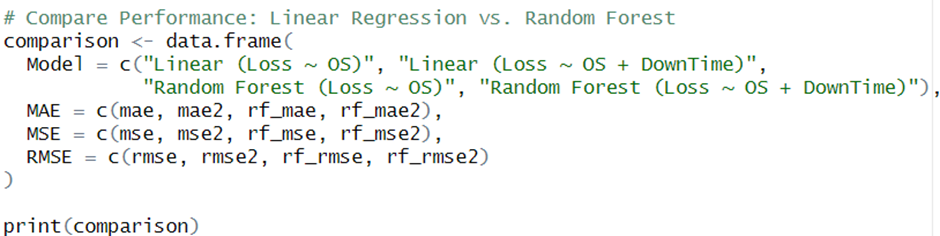 # Compare Performance: Linear Regression vs. Random Forest
comparison <- data.frame(
  Model = c("Linear (Loss ~ OS)", "Linear (Loss ~ OS + DownTime)",
            "Random Forest (Loss ~ OS)", "Random Forest (Loss ~ OS + DownTime)"),
  MAE = c(mae, mae2, rf_mae, rf_mae2),
  MSE = c(mse, mse2, rf_mse, rf_mse2),
  RMSE = c(rmse, rmse2, rf_rmse, rf_rmse2)
)
print(comparison)